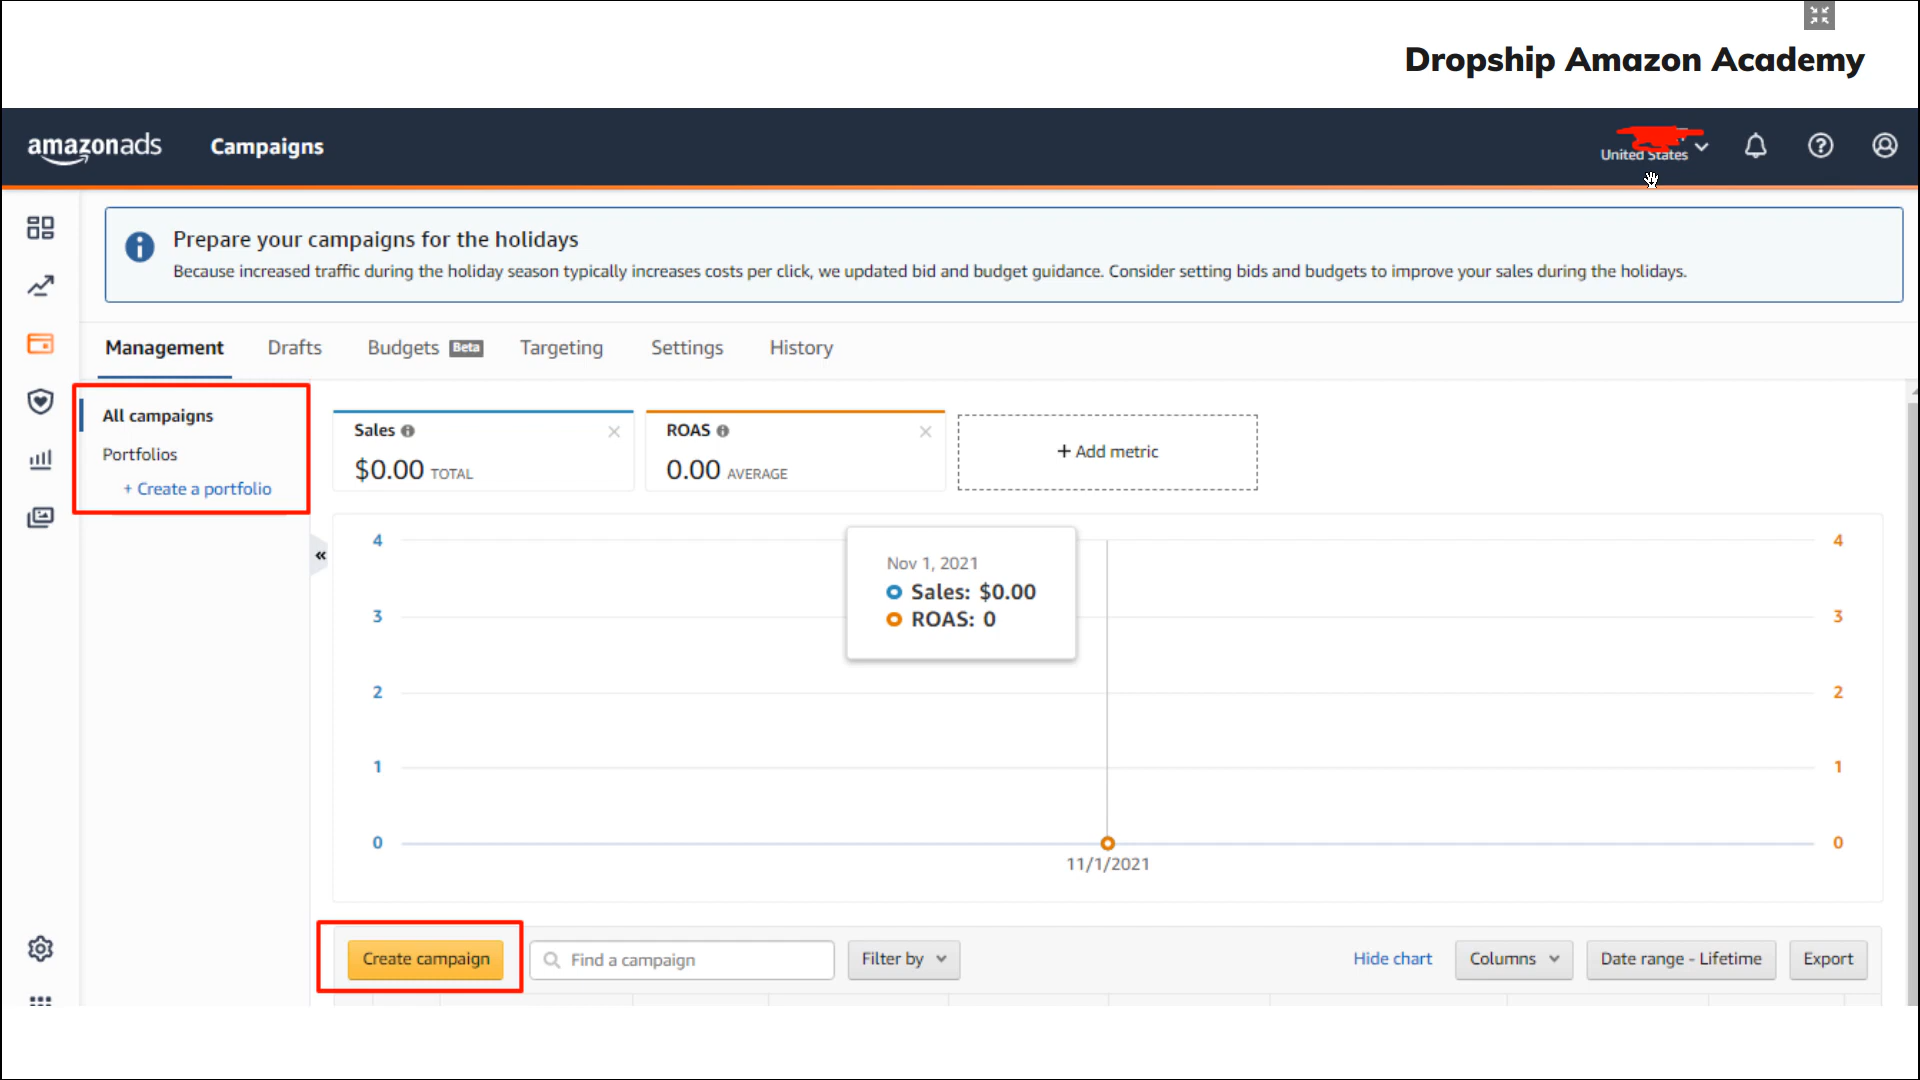 Dropship Amazon Academy
amazonads
Campaigns
United States
Prepare your campaigns for the holidays
Because increased traffic during the holiday season typically increases costs per click, we updated bid and budget guidance. Consider setting bids and budgets to improve your sales during the holidays.
Management
Drafts
Budgets Beta
Targeting
Settings
History
All campaigns
Portfolios
+ Create a portfolio
Sales
$0.00 TOTAL
ROAS
0.00 AVERAGE
+ Add metric
4
3
2
1
0
Nov 1, 2021
Sales: $0.00
ROAS: 0
4
3
2
1
0
11/1/2021
Create campaign
Find a campaign
Filter by
Hide chart
Columns
Date range - Lifetime
Export